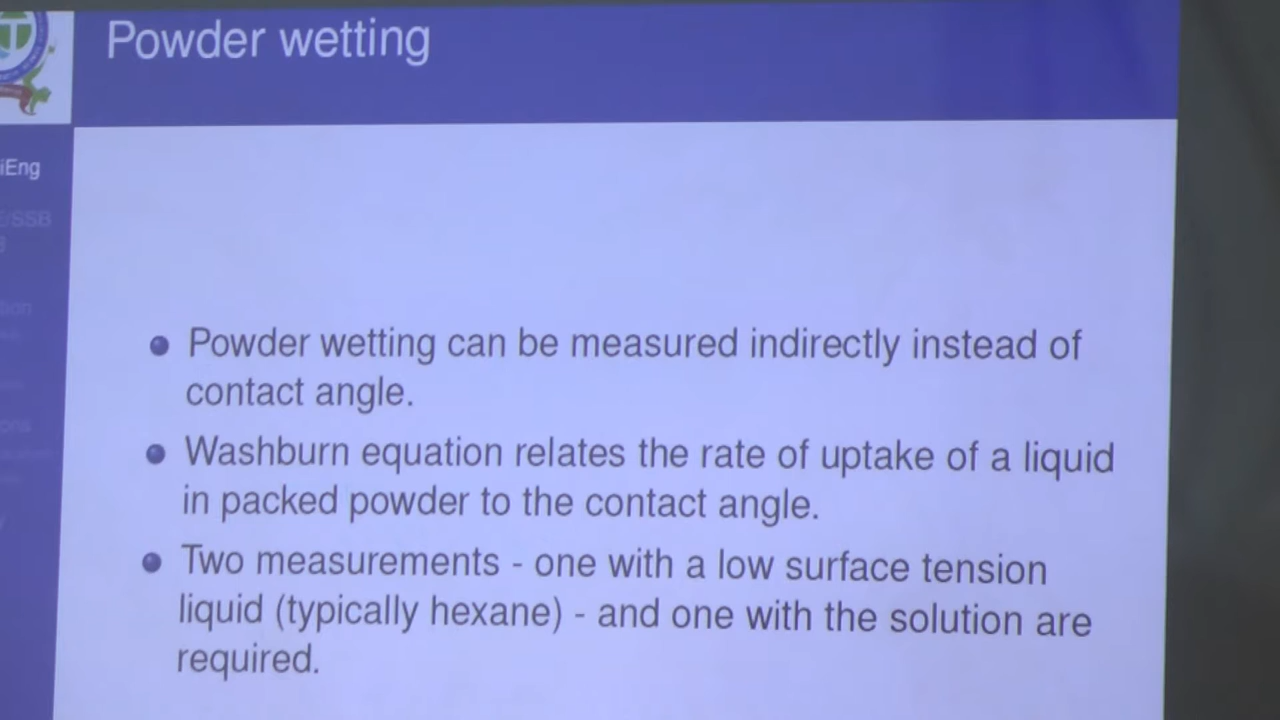 Powder wetting
iEng
E/SSB
Powder wetting can be measured indirectly instead of
contact angle.
Washburn equation relates the rate of uptake of a liquid
in packed powder to the contact angle.
Two measurements - one with a low surface tension
liquid (typically hexane) - and one with the solution are
required.